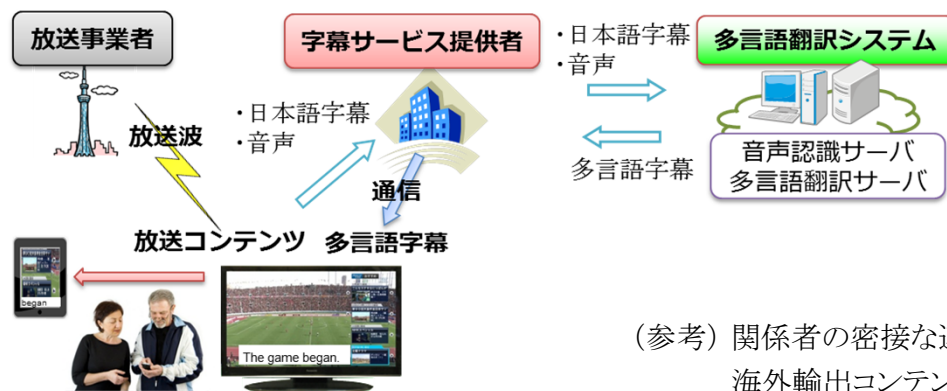 放送事業者
字幕サービス提供者
・日本語字幕
・音声
多言語翻訳システム
放送波
・日本語字幕
・音声
多言語字幕
音声認識サーバ
多言語翻訳サーバ
通信
放送コンテンツ
多言語字幕
began
The game began.
（参考）関係者の密接な
海外輸出コンテン